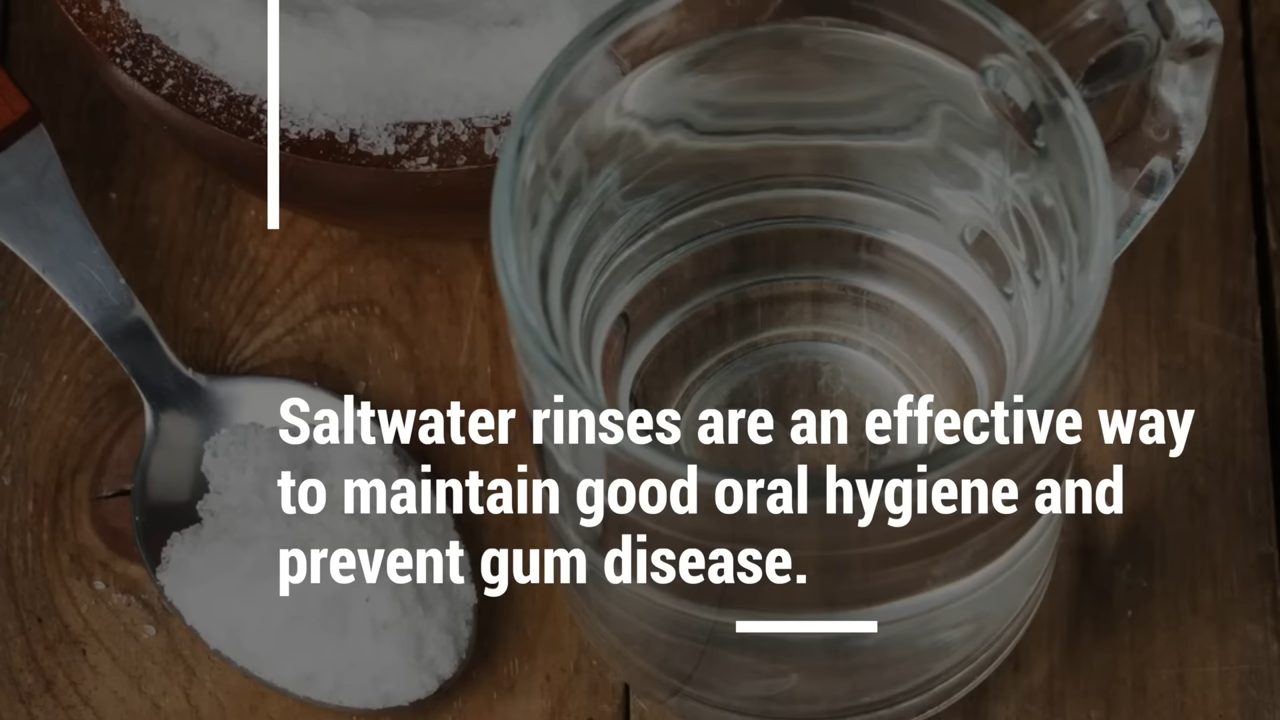 Saltwater rinses are an effective way
to maintain good oral hygiene and
prevent gum disease.